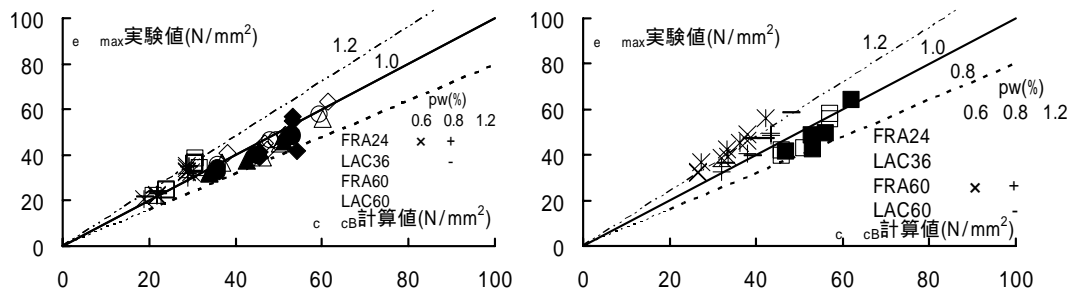 100
80
60
40
20
0
0 20 40 60 80 100
e max実験値(N/mm²)
1.2
1.0
pw(%)
0.6 0.8 1.2
FRA24 × +
LAC36 -
FRA60
LAC60
c cB計算値(N/mm²)
100
80
60
40
20
0
0 20 40 60 80 100
e max実験値(N/mm²)
1.2
1.0
0.8
pw(%)
0.6 0.8 1.2
FRA24
LAC36
FRA60 × +
LAC60 -
c cB計算値(N/mm²)